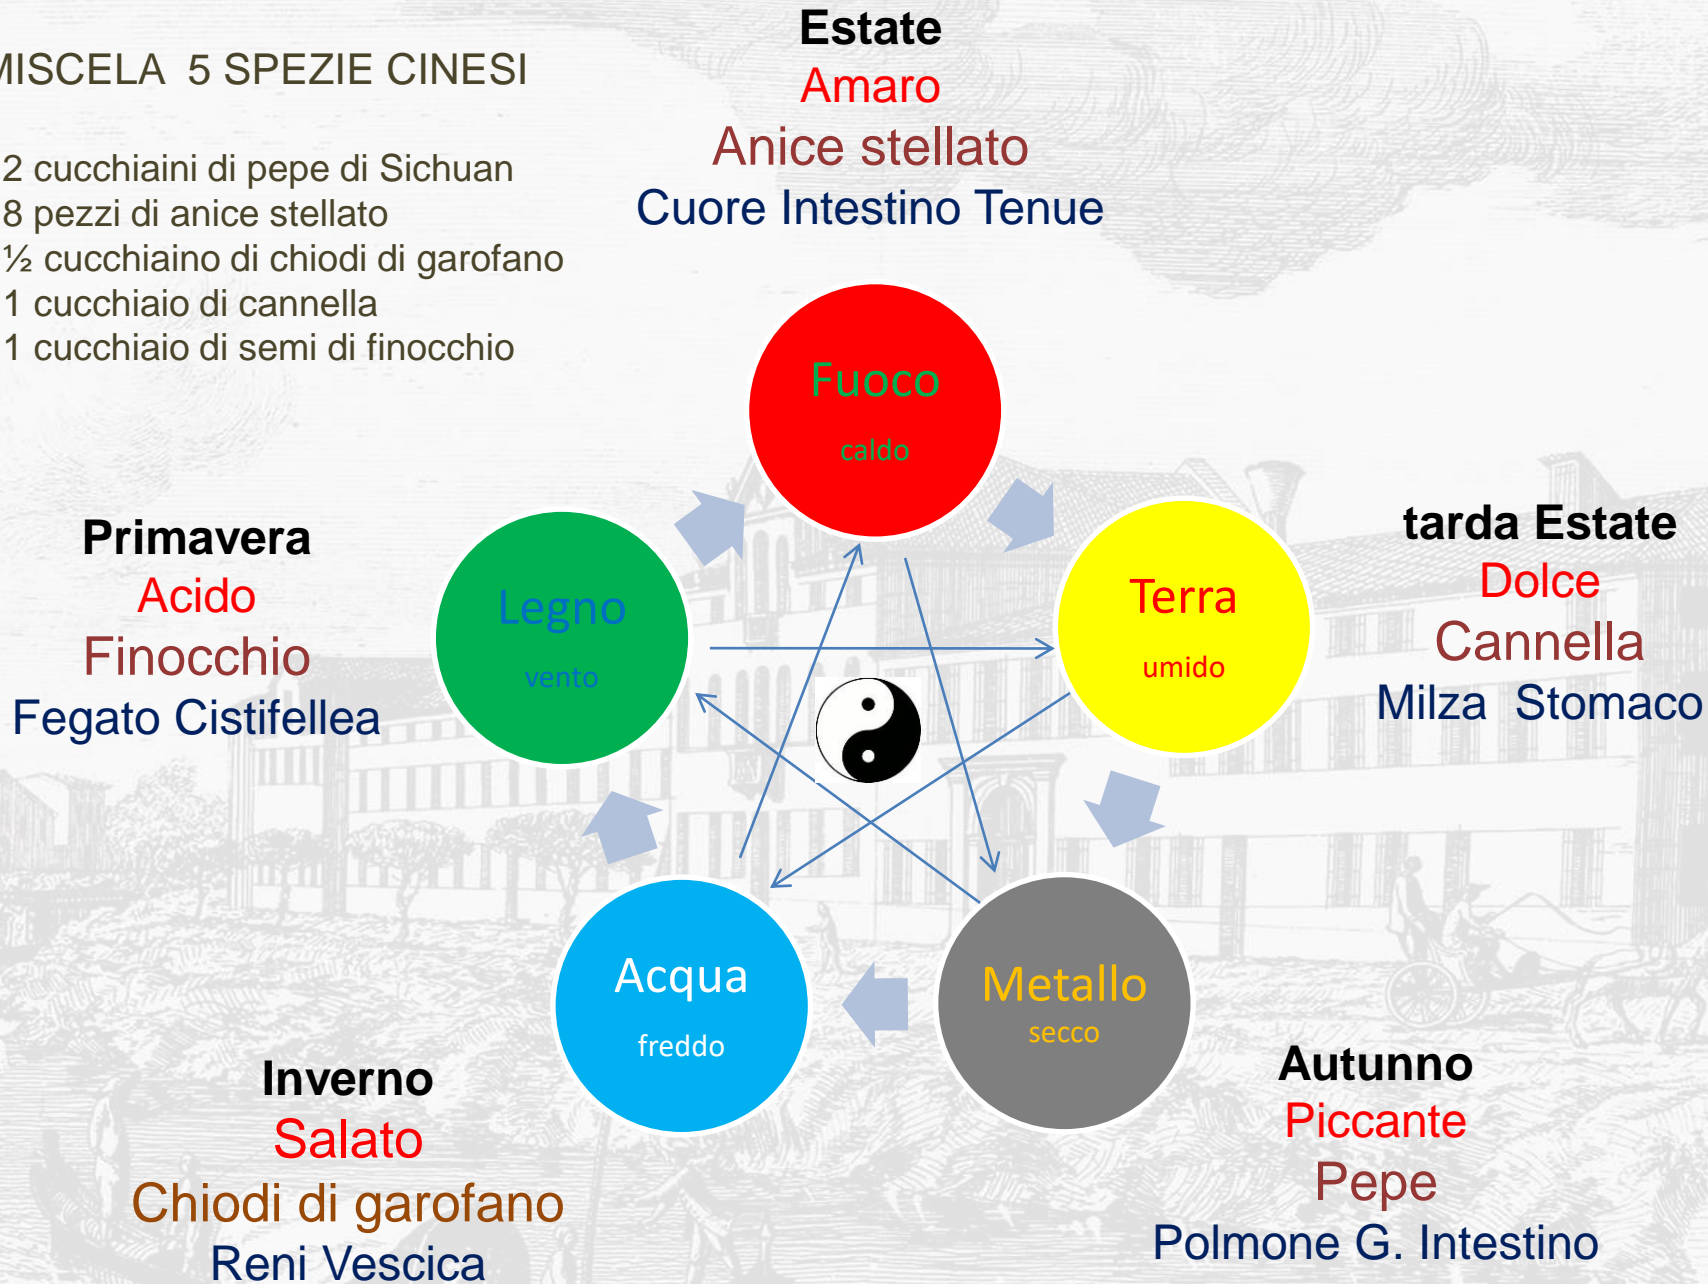 MISCELA 5 SPEZIE CINESI
2 cucchiaini di pepe di Sichuan
8 pezzi di anice stellato
½ cucchiaino di chiodi di garofano
1 cucchiaio di cannella
1 cucchiaio di semi di finocchio
Estate
Amaro
Anice stellato
Cuore Intestino Tenue
Fuoco
caldo
Primavera
Acido
Finocchio
Fegato Cistifellea
Legno
vento
Terra
umido
tarda Estate
Dolce
Cannella
Milza Stomaco
Acqua
freddo
Metallo
secco
Inverno
Salato
Chiodi di garofano
Reni Vescica
Autunno
Piccante
Pepe
Polmone G. Intestino